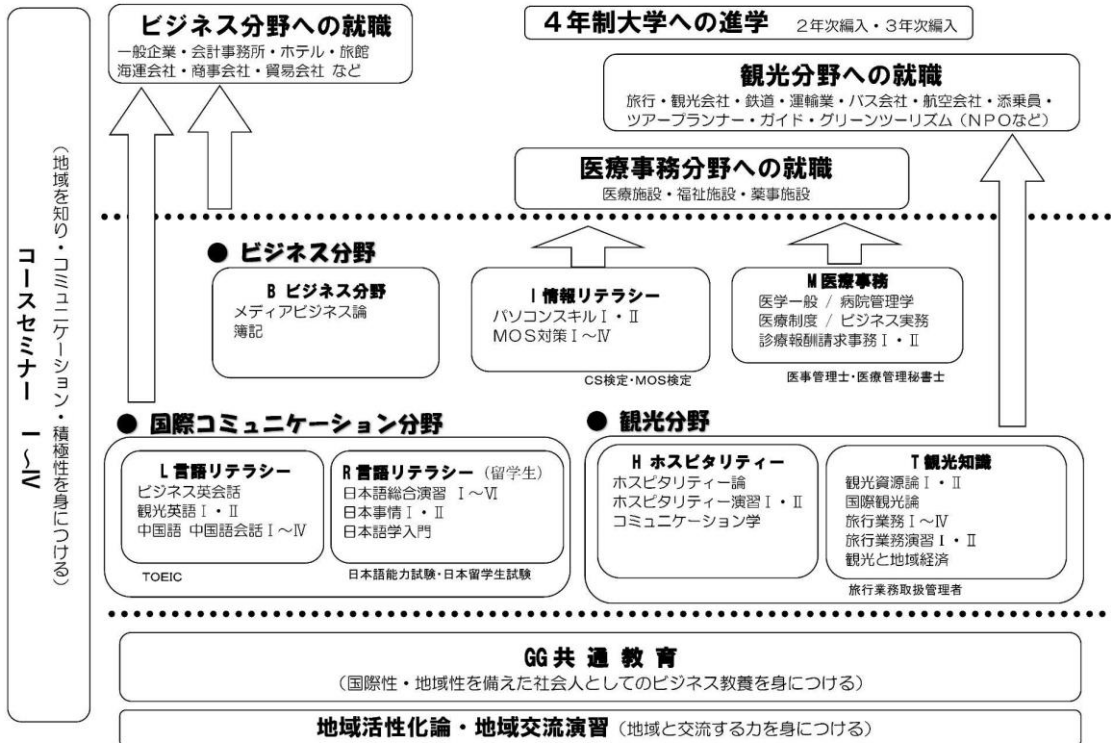 ビジネス分野への就職
一般企業・会計事務所・ホテル・旅館
海運会社・商事会社・貿易会社 など
4年制大学への進学 2年次編入・3年次編入
観光分野への就職
旅行・観光会社・鉄道・運輸業・バス会社・航空会社・添乗員・
ツアープランナー・ガイド・グリーンツーリズム（NPOなど）
医療事務分野への就職
医療施設・福祉施設・薬事施設
コースセミナー Ⅰ～Ⅳ
（地域を知り・コミュニケーション・積極性を身につける）
● ビジネス分野
B ビジネス分野
メディアビジネス論
簿記
I 情報リテラシー
パソコンスキルⅠ・Ⅱ
MOS対策Ⅰ～Ⅳ
CS検定・MOS検定
M医療事務
医学一般 / 病院管理学
医療制度 / ビジネス実務
診療報酬請求事務Ⅰ・Ⅱ
医事管理士・医療管理秘書士
● 国際コミュニケーション分野
L 言語リテラシー
ビジネス英会話
観光英語Ⅰ・Ⅱ
中国語 中国語会話Ⅰ～Ⅳ
TOEIC
R 言語リテラシー（留学生）
日本語総合演習 Ⅰ～Ⅵ
日本事情Ⅰ・Ⅱ
日本語学入門
日本語能力試験・日本留学生試験
● 観光分野
H ホスピタリティー
ホスピタリティー論
ホスピタリティー演習Ⅰ・Ⅱ
コミュニケーション学
T観光知識
観光資源論Ⅰ・Ⅱ
国際観光論
旅行業務Ⅰ～Ⅳ
旅行業務演習Ⅰ・Ⅱ
観光と地域経済
旅行業務取扱管理者
GG共通教育
（国際性・地域性を備えた社会人としてのビジネス教養を身につける）
地域活性化論・地域交流演習（地域と交流する力を身につける）